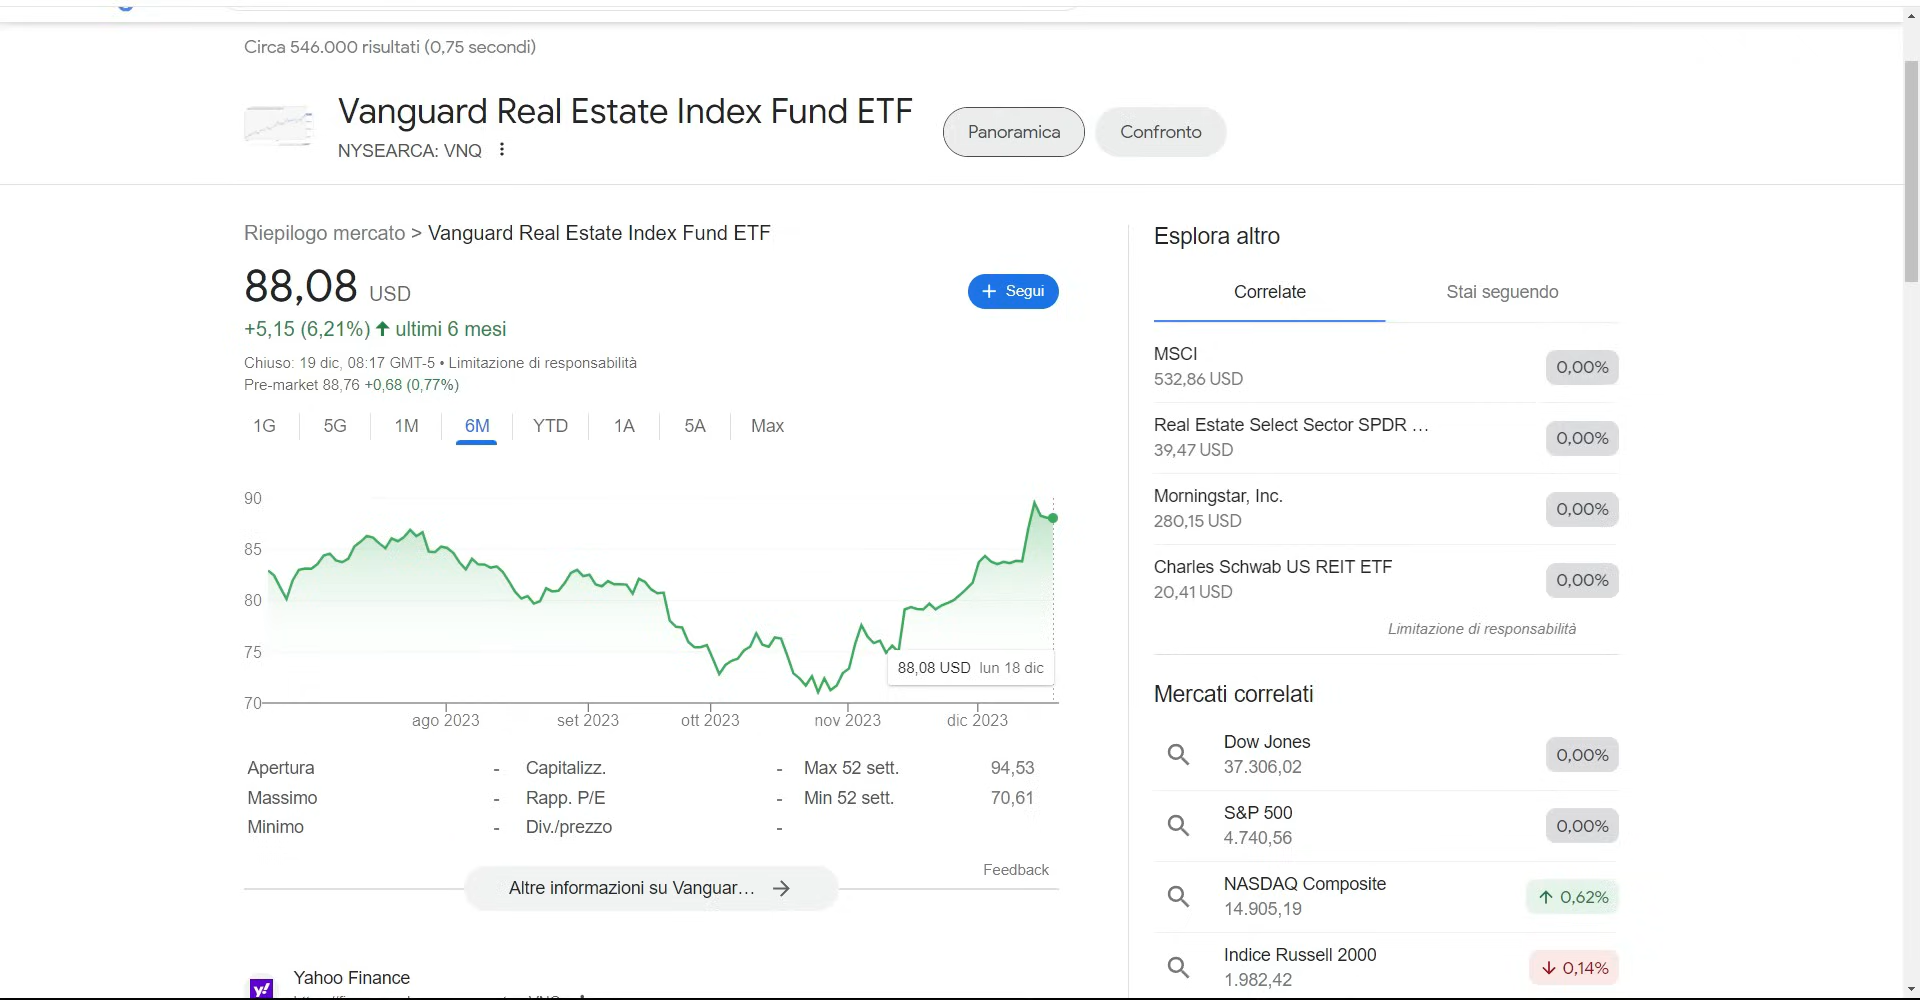 Circa 546.000 risultati (0,75 secondi)
Vanguard Real Estate Index Fund ETF
NYSEARCA: VNQ
Panoramica
Confronto
Riepilogo mercato > Vanguard Real Estate Index Fund ETF
88,08 USD
+ Segui
+5,15 (6,21%) ultimi 6 mesi
Chiuso: 19 dic, 08:17 GMT-5 • Limitazione di responsabilità
Pre-market 88,76 +0,68 (0,77%)
1G 5G 1M 6M YTD 1A 5A Max
90
85
80
75
70
88,08 USD lun 18 dic
ago 2023 set 2023 ott 2023 nov 2023 dic 2023
Apertura - Capitalizz. - Max 52 sett. 94,53
Massimo - Rapp. P/E - Min 52 sett. 70,61
Minimo - Div./prezzo -
Feedback
Altre informazioni su Vanguar…
Yahoo Finance
Esplora altro
Correlate Stai seguendo
MSCI
532,86 USD
0,00%
Real Estate Select Sector SPDR …
39,47 USD
0,00%
Morningstar, Inc.
280,15 USD
0,00%
Charles Schwab US REIT ETF
20,41 USD
0,00%
Limitazione di responsabilità
Mercati correlati
Dow Jones
37.306,02
0,00%
S&P 500
4.740,56
0,00%
NASDAQ Composite
14.905,19
0,62%
Indice Russell 2000
1.982,42
0,14%